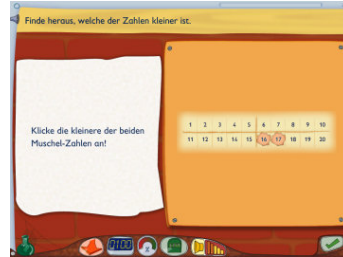 Finde heraus, welche der Zahlen kleiner ist.
Klicke die kleinere der beiden
Muschel-Zahlen an!
1 2 3 4 5 6 7 8 9 10
11 12 13 14 15 16 17 18 19 20
0100